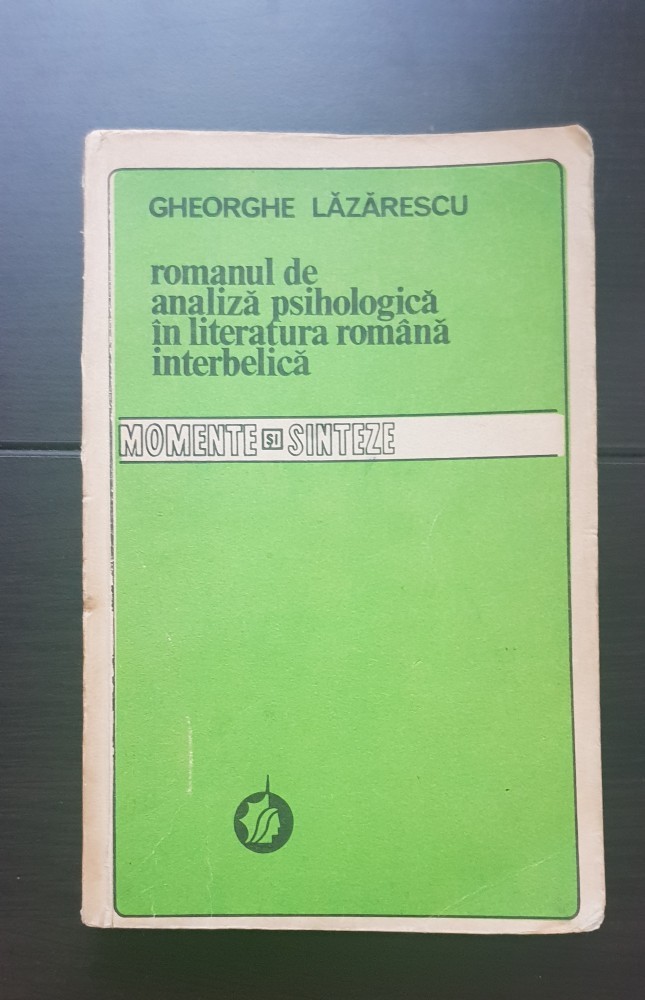 GHEORGHE LĂZĂRESCU
romanul de
analiză psihologică
în literatura română
interbelică
MOMENTE ȘI SINTEZE